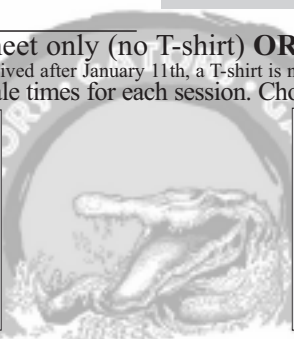 eet only (no T-shirt) OR
ived after January 11th, a T-shirt is
le times for each session. Cho